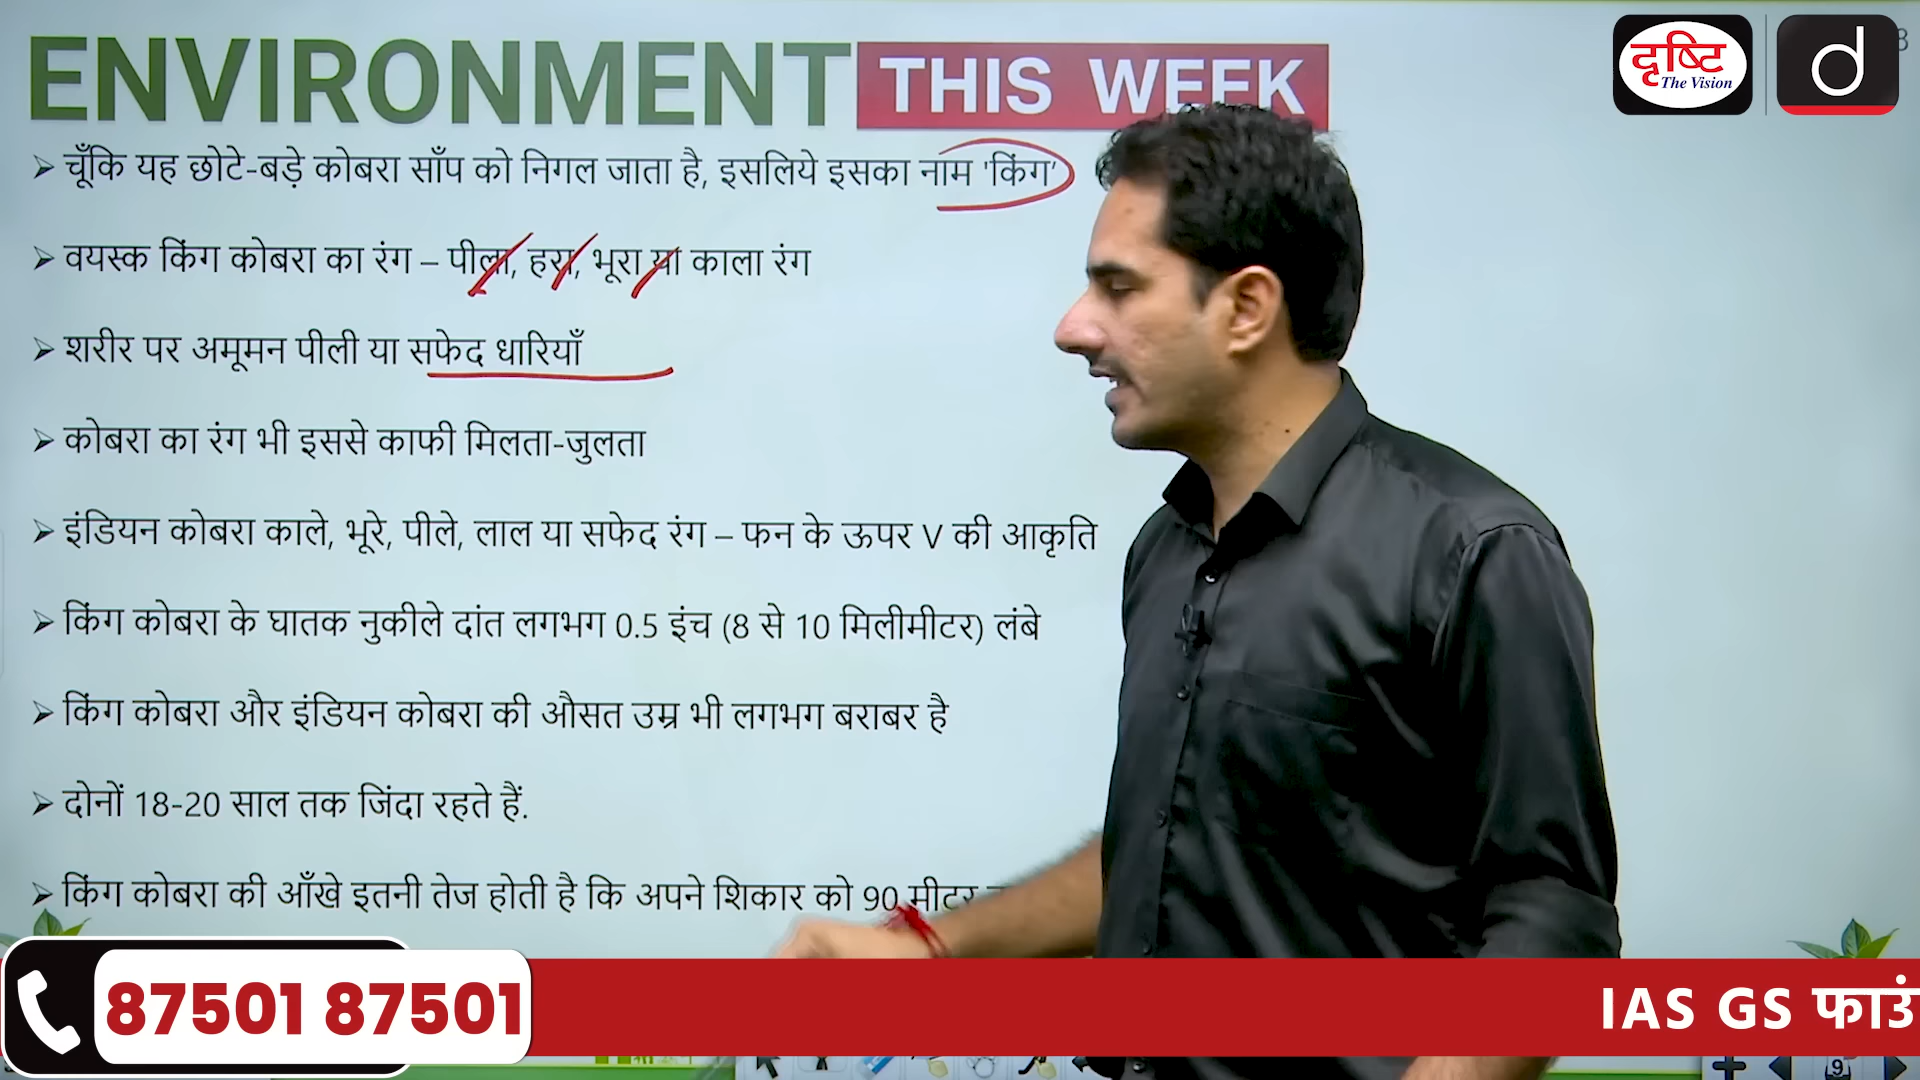 ENVIRONMENT THIS WEEK
दृष्टि
The Vision
d
➢ चूँकि यह छोटे-बड़े कोबरा साँप को निगल जाता है, इसलिये इसका नाम 'किंग'
➢ वयस्क किंग कोबरा का रंग – पीला, हरा, भूरा या काला रंग
➢ शरीर पर अमूमन पीली या सफेद धारियाँ
➢ कोबरा का रंग भी इससे काफी मिलता-जुलता
➢ इंडियन कोबरा काले, भूरे, पीले, लाल या सफेद रंग – फन के ऊपर V की आकृति
➢ किंग कोबरा के घातक नुकीले दांत लगभग 0.5 इंच (8 से 10 मिलीमीटर) लंबे
➢ किंग कोबरा और इंडियन कोबरा की औसत उम्र भी लगभग बराबर है
➢ दोनों 18-20 साल तक जिंदा रहते हैं.
➢ किंग कोबरा की आँखे इतनी तेज होती है कि अपने शिकार को 90 मीटर
87501 87501
IAS GS फाउं
9